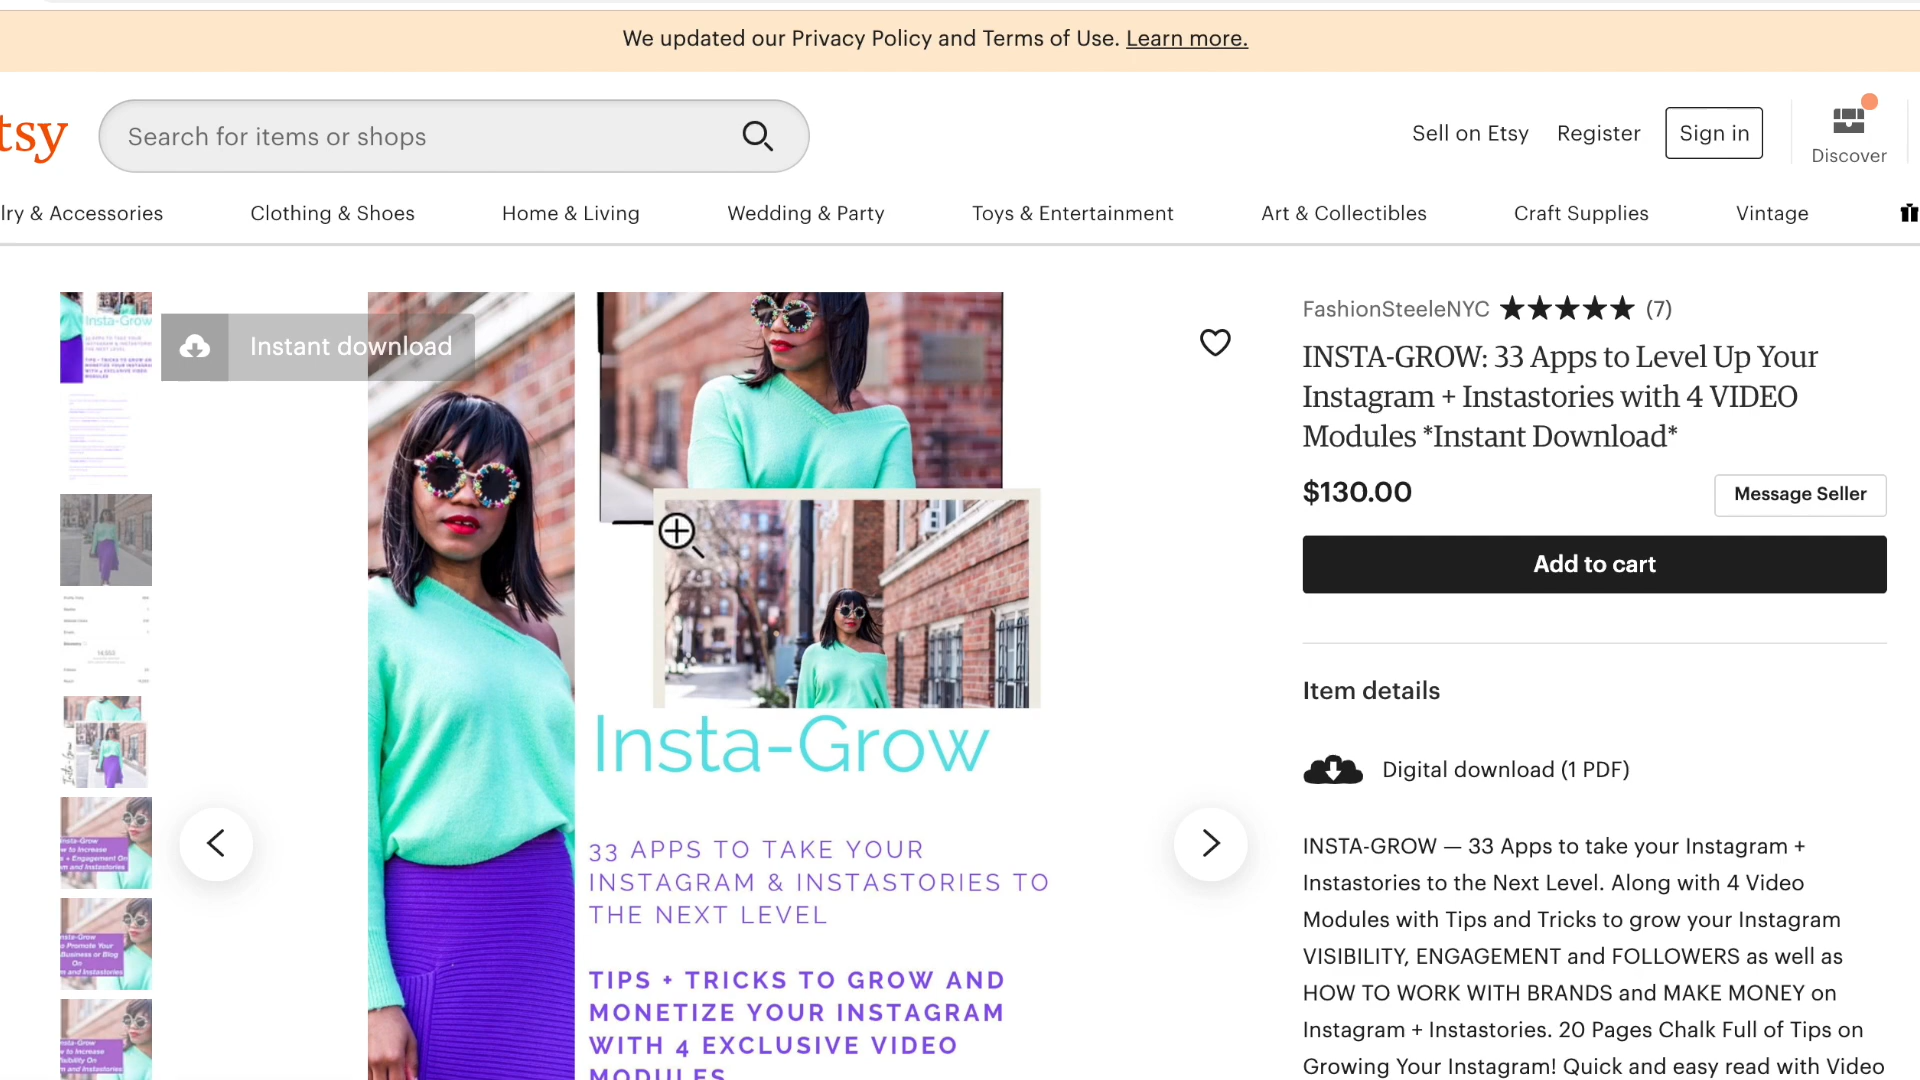 We updated our Privacy Policy and Terms of Use. Learn more.
tsy
Search for items or shops
Sell on Etsy
Register
Sign in
Discover
lry & Accessories
Clothing & Shoes
Home & Living
Wedding & Party
Toys & Entertainment
Art & Collectibles
Craft Supplies
Vintage
Instant download
Insta-Grow
33 APPS TO TAKE YOUR
INSTAGRAM & INSTASTORIES TO
THE NEXT LEVEL
TIPS + TRICKS TO GROW AND
MONETIZE YOUR INSTAGRAM
WITH 4 EXCLUSIVE VIDEO
MODULES
FashionSteeleNYC ★★★★★ (7)
INSTA-GROW: 33 Apps to Level Up Your
Instagram + Instastories with 4 VIDEO
Modules *Instant Download*
$130.00
Message Seller
Add to cart
Item details
Digital download (1 PDF)
INSTA-GROW — 33 Apps to take your Instagram +
Instastories to the Next Level. Along with 4 Video
Modules with Tips and Tricks to grow your Instagram
VISIBILITY, ENGAGEMENT and FOLLOWERS as well as
HOW TO WORK WITH BRANDS and MAKE MONEY on
Instagram + Instastories. 20 Pages Chalk Full of Tips on
Growing Your Instagram! Quick and easy read with Video